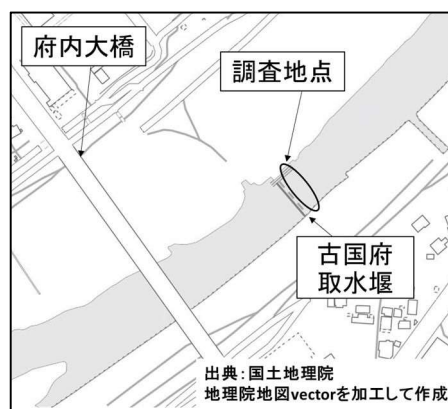 府内大橋
調査地点
古国府
取水堰
出典：国土地理院
地理院地図vectorを加工して作成